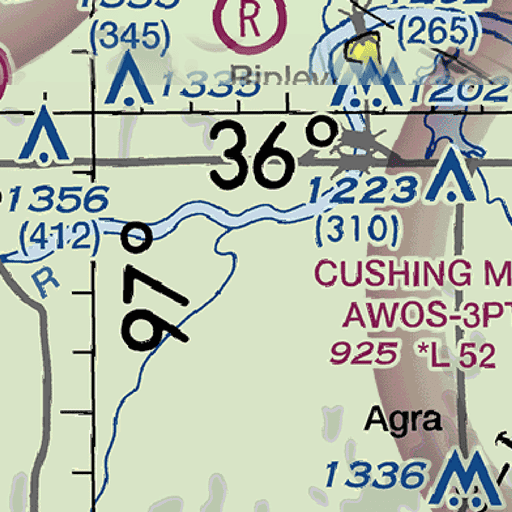 (345)
R
(265)
1335
Ripley
1202
36°
1356
1223
(412)
(310)
97°
R
CUSHING M
AWOS-3PT
925 *L 52
Agra
1336